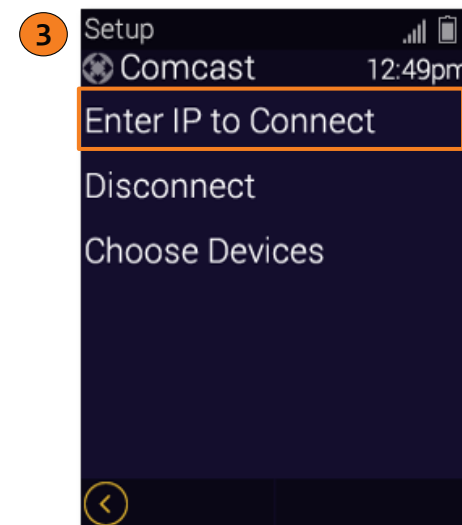 3
Setup
Comcast 12:49pm
Enter IP to Connect
Disconnect
Choose Devices